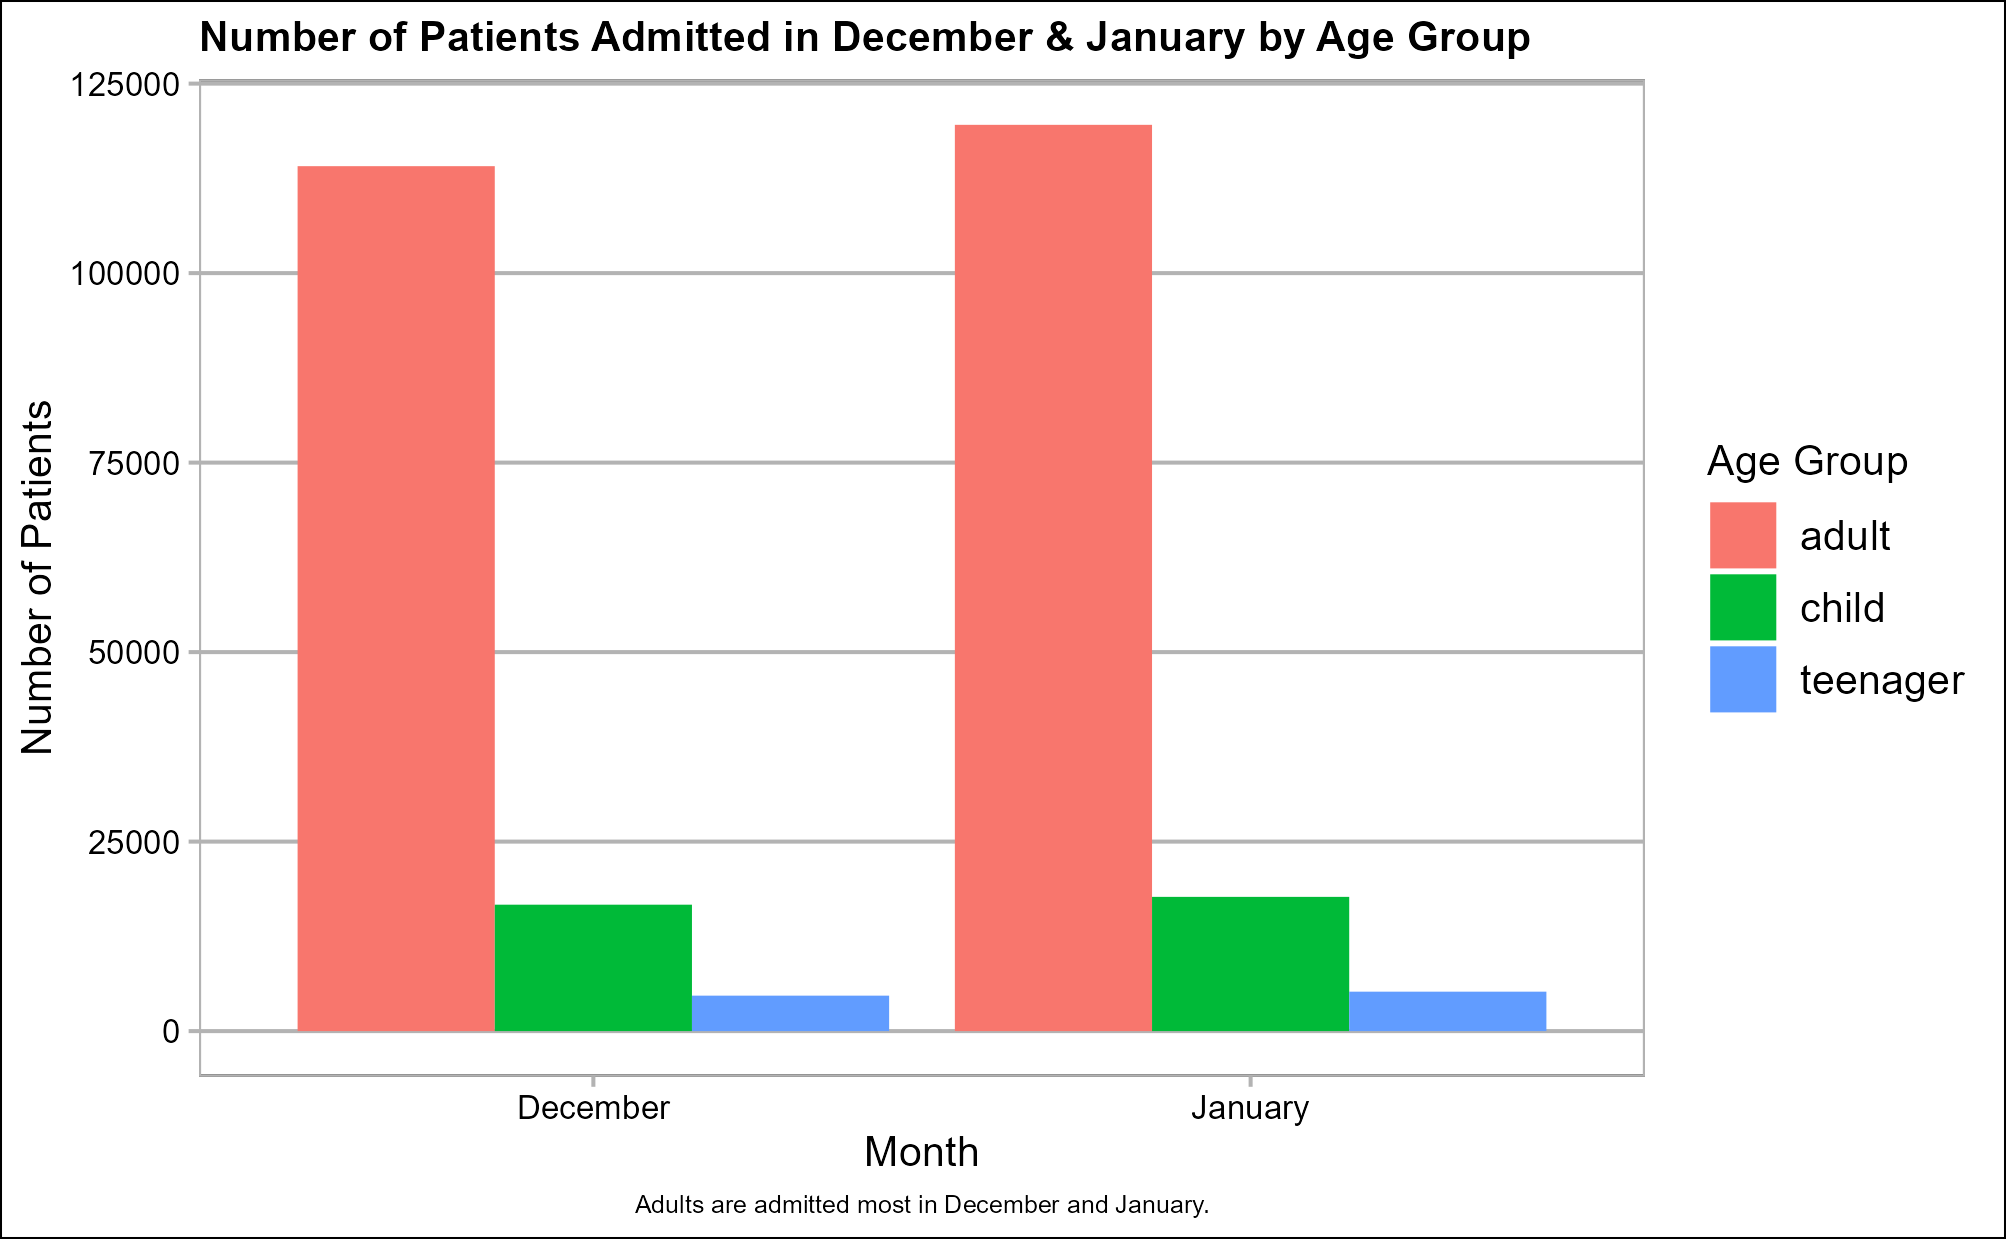 Number of Patients Admitted in December & January by Age Group
125000
100000
75000
50000
25000
0
Number of Patients
December
January
Month
Adults are admitted most in December and January.
Age Group
adult
child
teenager